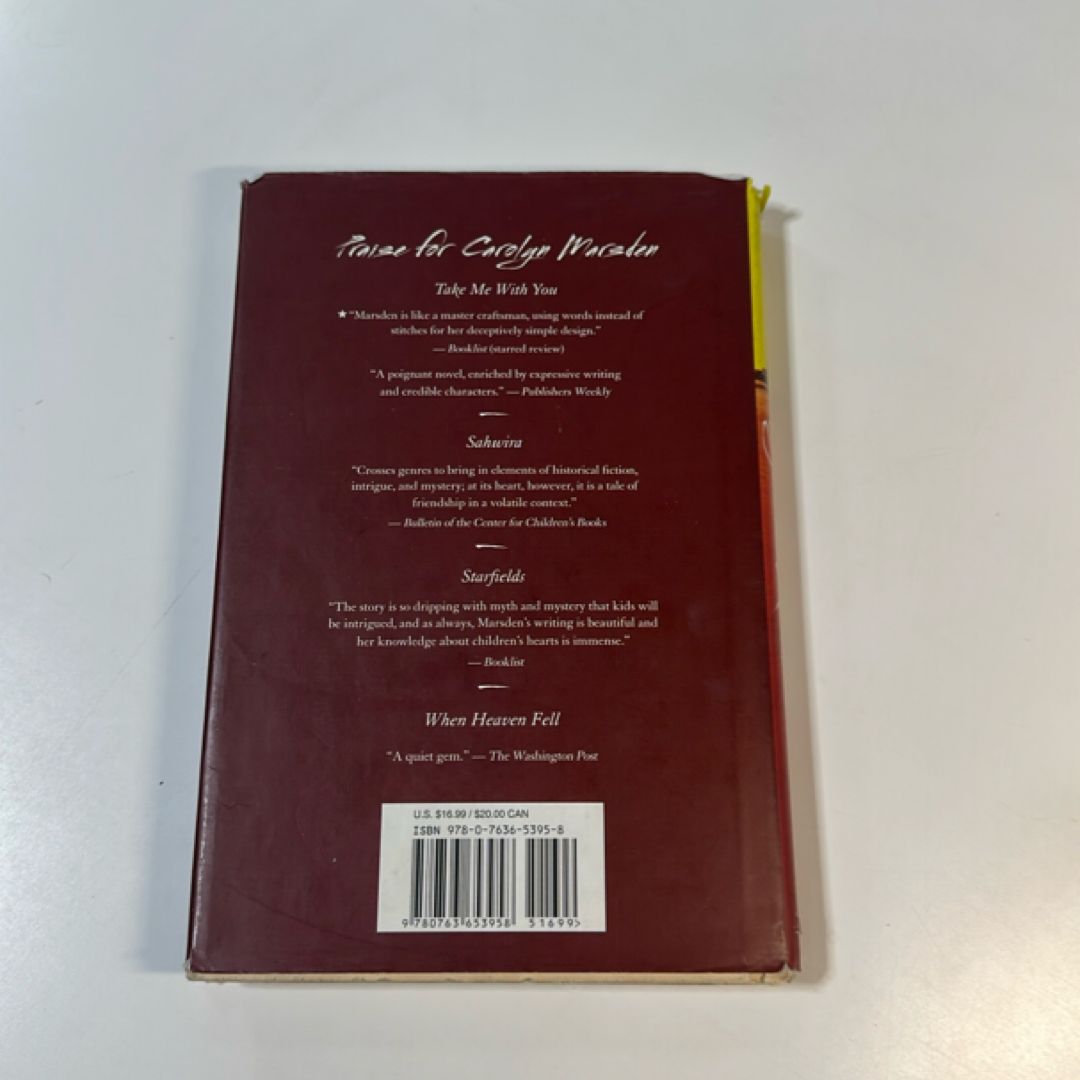 Praise for Carolyn Marsden
Take Me With You
★ “Marsden is like a master craftsman, using words instead of
stitches for her deceptively simple design.”
— Booklist (starred review)
“A poignant novel, enriched by expressive writing
and credible characters.” — Publishers Weekly
Sahwira
“Crosses genres to bring in elements of historical fiction,
intrigue, and mystery; at its heart, however, it is a tale of
friendship in a volatile context.”
— Bulletin of the Center for Children’s Books
Starfields
“The story is so dripping with myth and mystery that kids will
be intrigued, and as always, Marsden’s writing is beautiful and
her knowledge about children’s hearts is immense.”
— Booklist
When Heaven Fell
“A quiet gem.” — The Washington Post
U.S. $16.99 / $20.00 CAN
ISBN 978-0-7636-5395-8
9 780763 653958 51699>